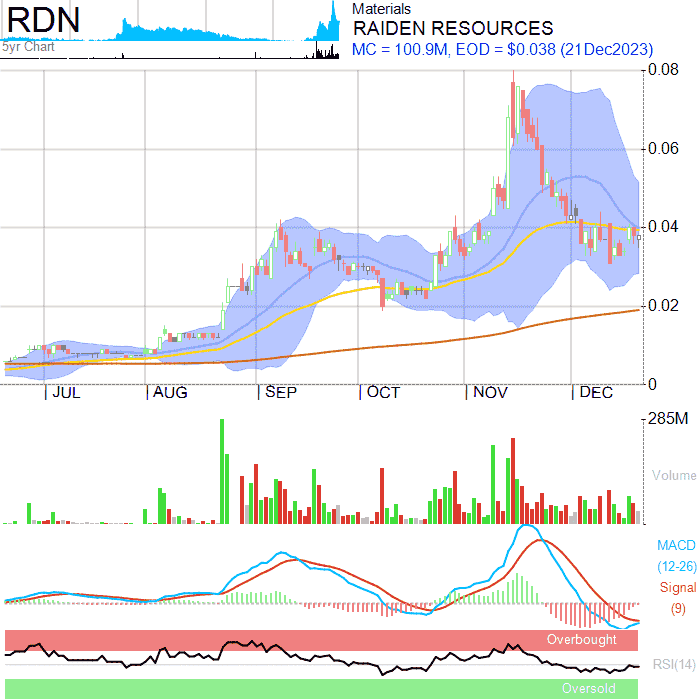 RDN
5yr Chart
Materials
RAIDEN RESOURCES
MC = 100.9M, EOD = $0.038 (21Dec2023)
0.08
0.06
0.04
0.02
0
JUL AUG SEP OCT NOV DEC
285M
Volume
MACD
(12-26)
Signal
(9)
Overbought
RSI(14)
Oversold